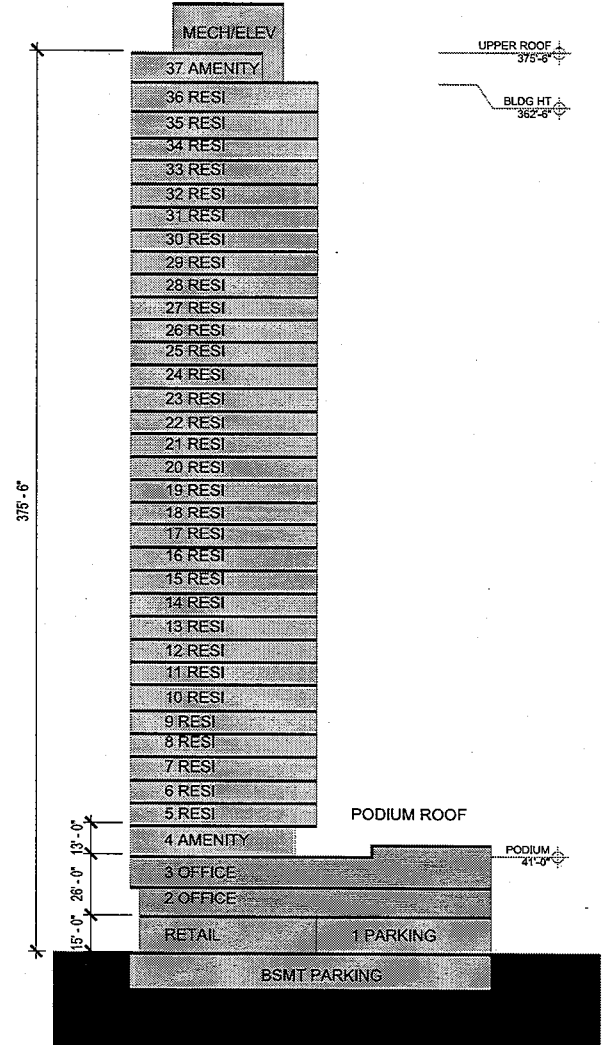 MECH/ELEV
UPPER ROOF
375'-6"
37 AMENITY
36 RESI
BLDG HT
362'-6"
35 RESI
34 RESI
33 RESI
32 RESI
31 RESI
30 RESI
29 RESI
28 RESI
27 RESI
26 RESI
25 RESI
24 RESI
23 RESI
22 RESI
21 RESI
20 RESI
19 RESI
375' - 6"
18 RESI
17 RESI
16 RESI
15 RESI
14 RESI
13 RESI
12 RESI
11 RESI
10 RESI
9 RESI
8 RESI
7 RESI
6 RESI
5 RESI
PODIUM ROOF
13' - 0"
4 AMENITY
PODIUM
41'-0"
3 OFFICE
26' - 0"
2 OFFICE
15' - 0"
RETAIL
1 PARKING
BSMT PARKING